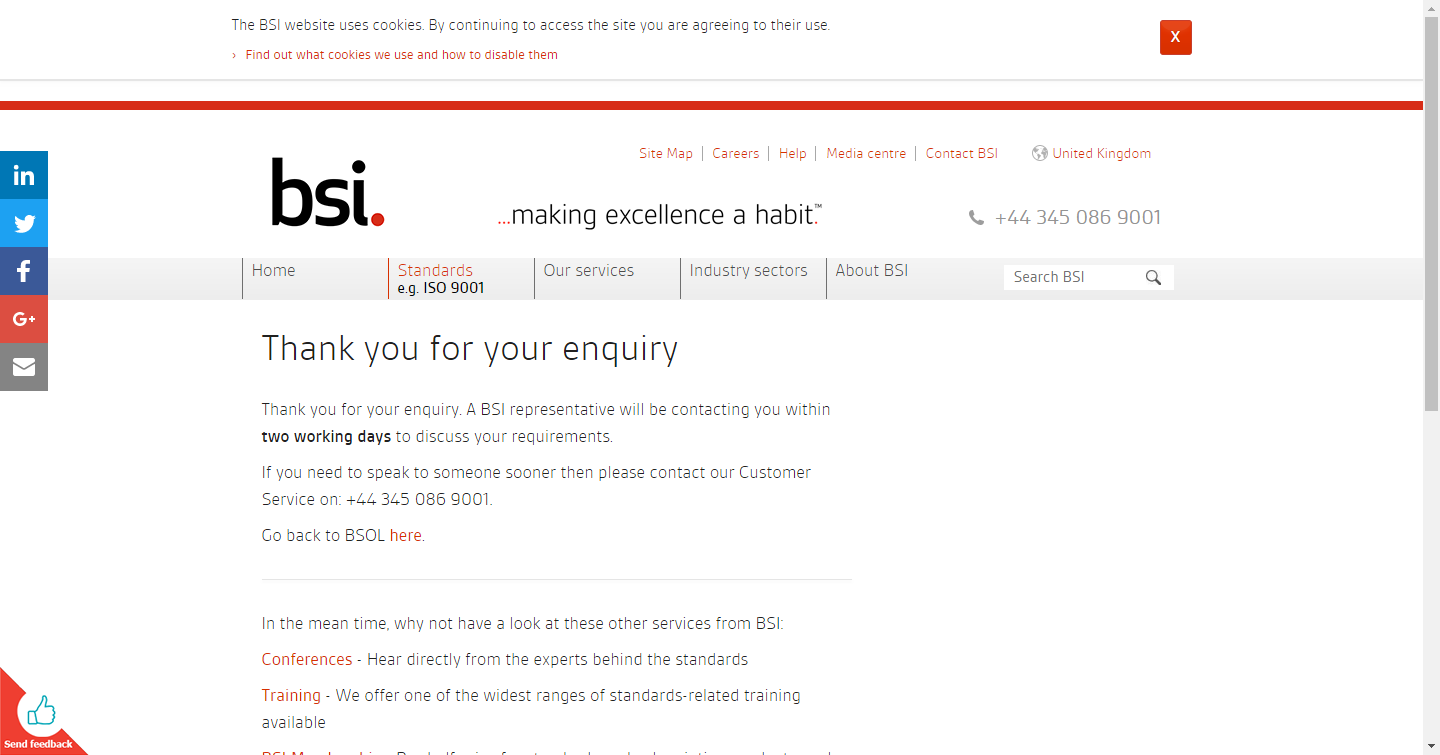 The BSI website uses cookies. By continuing to access the site you are agreeing to their use.
› Find out what cookies we use and how to disable them
X
Site Map | Careers | Help | Media centre | Contact BSI
United Kingdom
bsi.
...making excellence a habit.™
+44 345 086 9001
in
G+
Home
Standards
e.g. ISO 9001
Our services
Industry sectors
About BSI
Search BSI
Thank you for your enquiry
Thank you for your enquiry. A BSI representative will be contacting you within
two working days to discuss your requirements.
If you need to speak to someone sooner then please contact our Customer
Service on: +44 345 086 9001.
Go back to BSOL here.
In the mean time, why not have a look at these other services from BSI:
Conferences - Hear directly from the experts behind the standards
Training - We offer one of the widest ranges of standards-related training
available
Send feedback